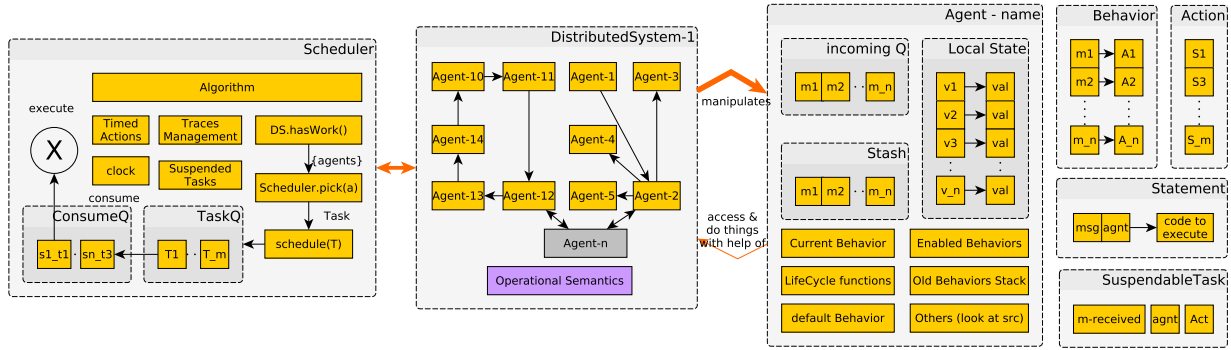 Scheduler
Algorithm
execute
X
Timed
Actions
Traces
Management
DS.hasWork()
{agents}
clock
Suspended
Tasks
Scheduler.pick(a)
consume
Task
ConsumeQ
TaskQ
s1_t1 · · sn_t3
T1 · · T_m
schedule(T)
DistributedSystem-1
Agent-10
Agent-11
Agent-1
Agent-3
Agent-14
Agent-4
Agent-13
Agent-12
Agent-5
Agent-2
Agent-n
Operational Semantics
manipulates
access &
do things
with help of
Agent - name
incoming Q
m1 m2 · · m_n
Stash
m1 m2 · · m_n
Local State
v1 val
v2 val
v3 val
v_n val
Current Behavior
Enabled Behaviors
LifeCycle functions
Old Behaviors Stack
default Behavior
Others (look at src)
Behavior
m1 A1
m2 A2
m_n A_n
Action
S1
S3
S_m
Statement
msg agnt
code to
execute
SuspendableTask
m-received agnt Act